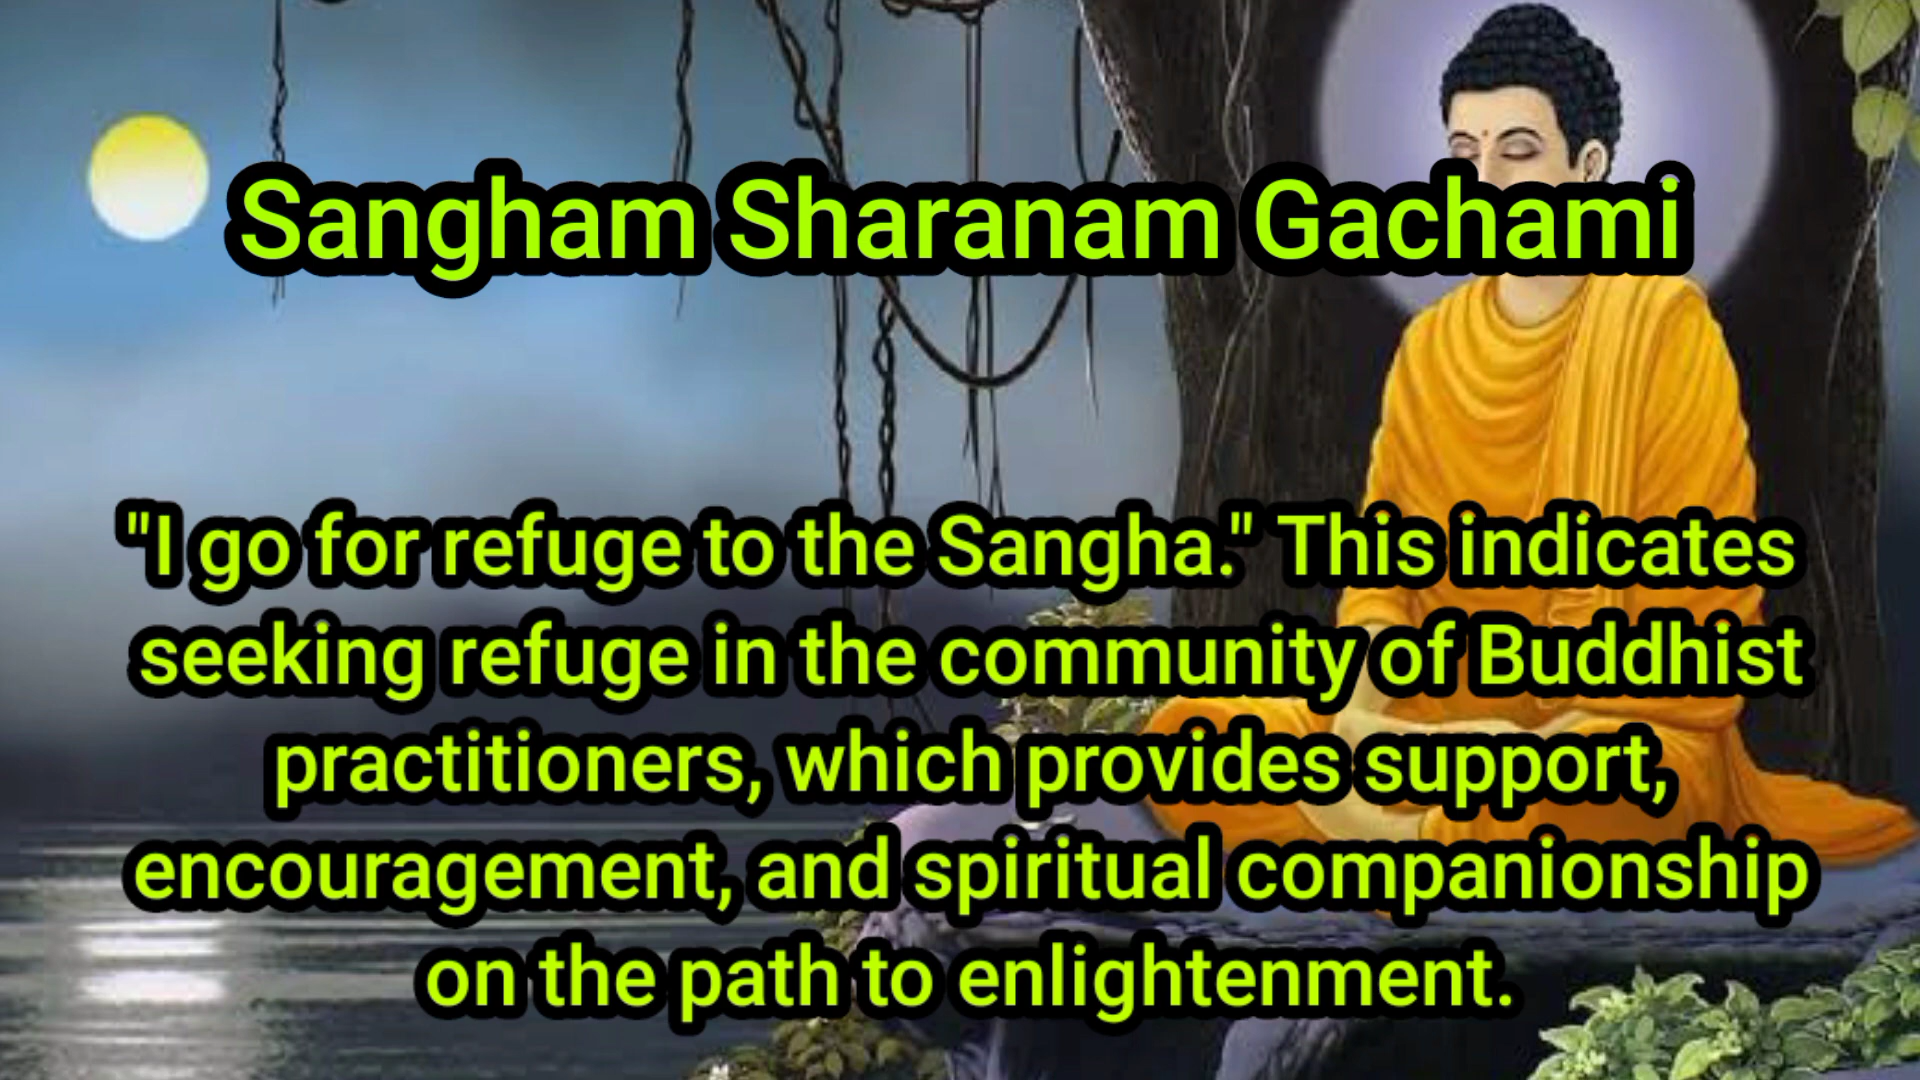 Sangham Sharanam Gachami
"I go for refuge to the Sangha." This indicates
seeking refuge in the community of Buddhist
practitioners, which provides support,
encouragement, and spiritual companionship
on the path to enlightenment.